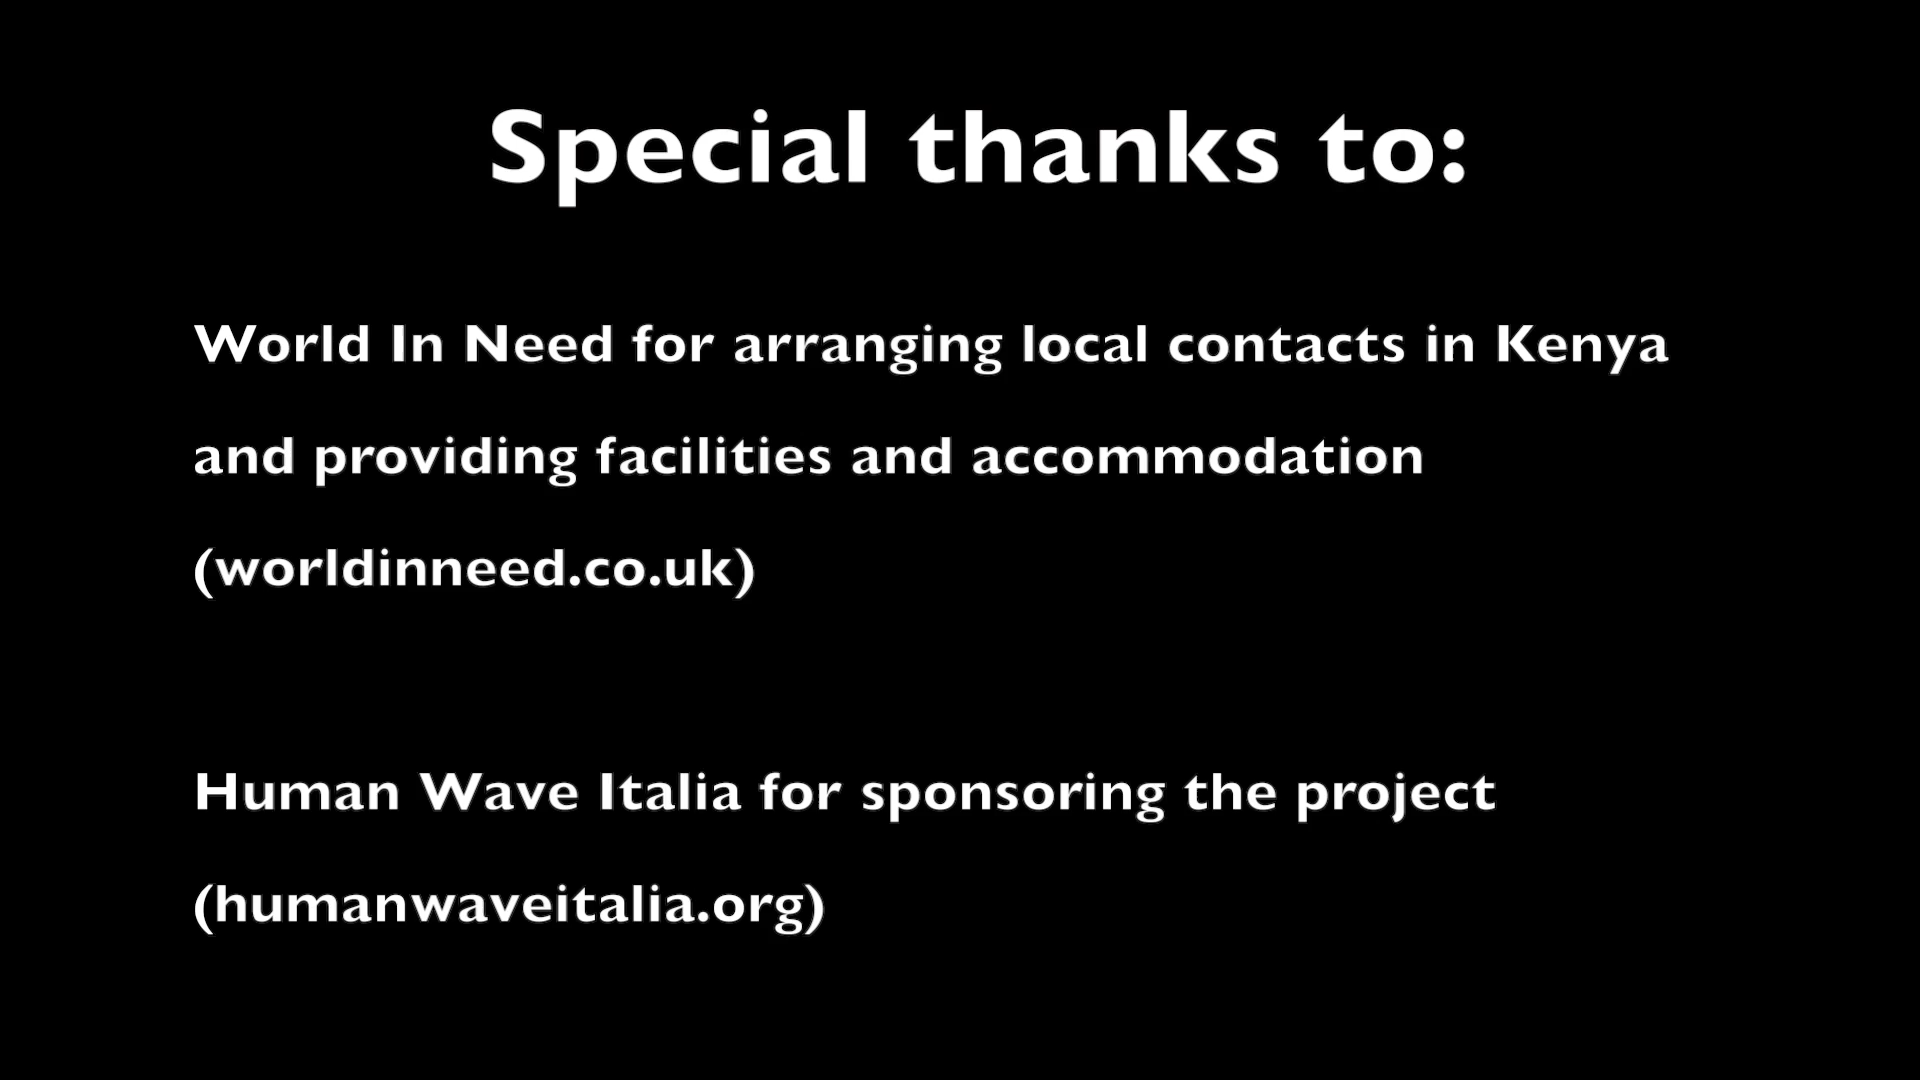 Special thanks to:
World In Need for arranging local contacts in Kenya
and providing facilities and accommodation
(worldinneed.co.uk)
Human Wave Italia for sponsoring the project
(humanwaveitalia.org)